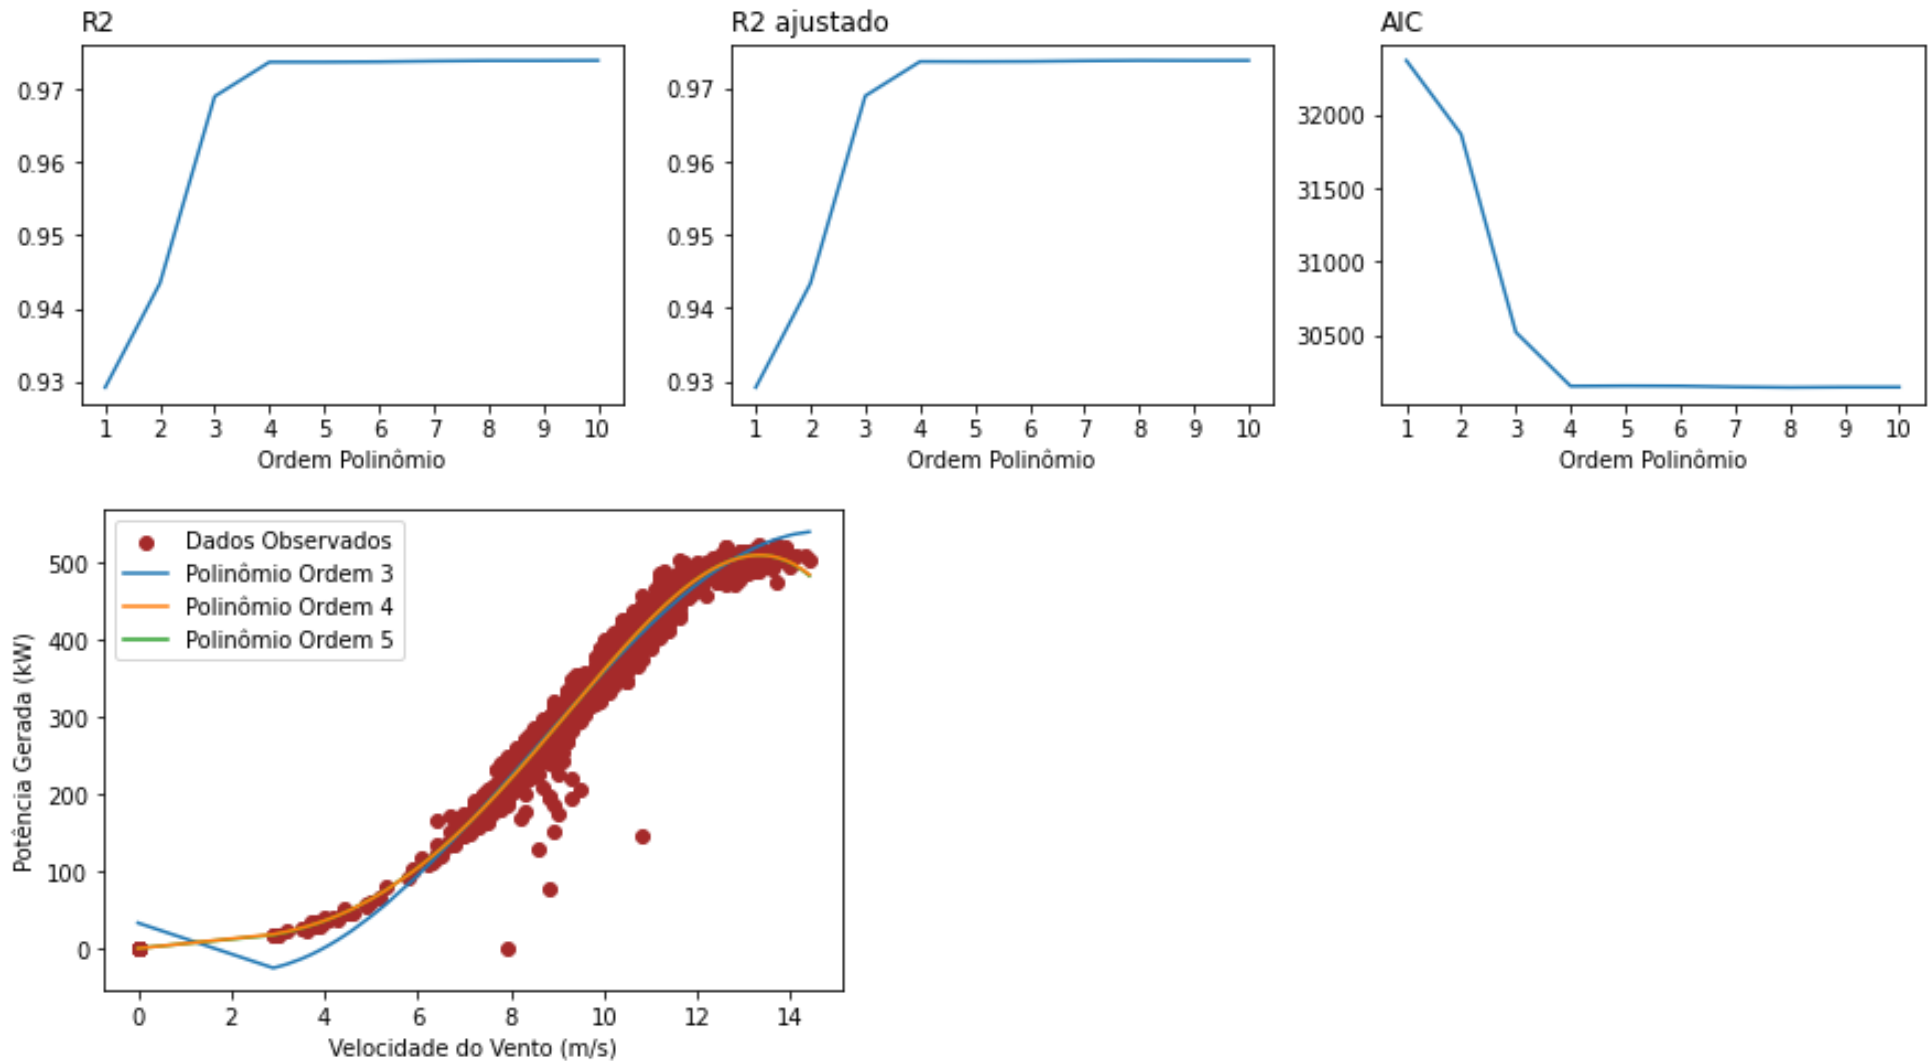 R2
0.97
0.96
0.95
0.94
0.93
1 2 3 4 5 6 7 8 9 10
Ordem Polinômio
R2 ajustado
0.97
0.96
0.95
0.94
0.93
1 2 3 4 5 6 7 8 9 10
Ordem Polinômio
AIC
32000
31500
31000
30500
1 2 3 4 5 6 7 8 9 10
Ordem Polinômio
Dados Observados
Polinômio Ordem 3
Polinômio Ordem 4
Polinômio Ordem 5
Potência Gerada (kW)
500
400
300
200
100
0
0 2 4 6 8 10 12 14
Velocidade do Vento (m/s)